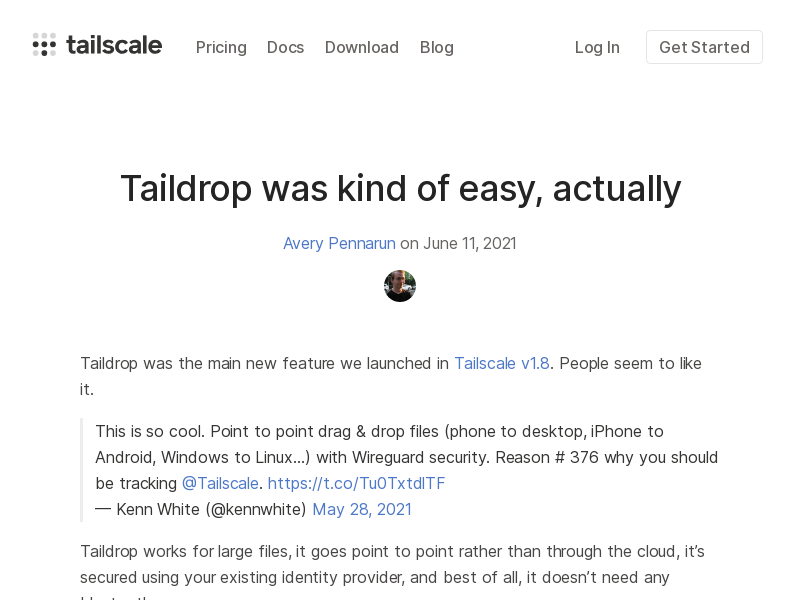 tailscale Pricing Docs Download Blog Log In Get Started
Taildrop was kind of easy, actually
Avery Pennarun on June 11, 2021
Taildrop was the main new feature we launched in Tailscale v1.8. People seem to like
it.
This is so cool. Point to point drag & drop files (phone to desktop, iPhone to
Android, Windows to Linux…) with Wireguard security. Reason # 376 why you should
be tracking @Tailscale. https://t.co/Tu0TxtdITF
— Kenn White (@kennwhite) May 28, 2021
Taildrop works for large files, it goes point to point rather than through the cloud, it’s
secured using your existing identity provider, and best of all, it doesn’t need any